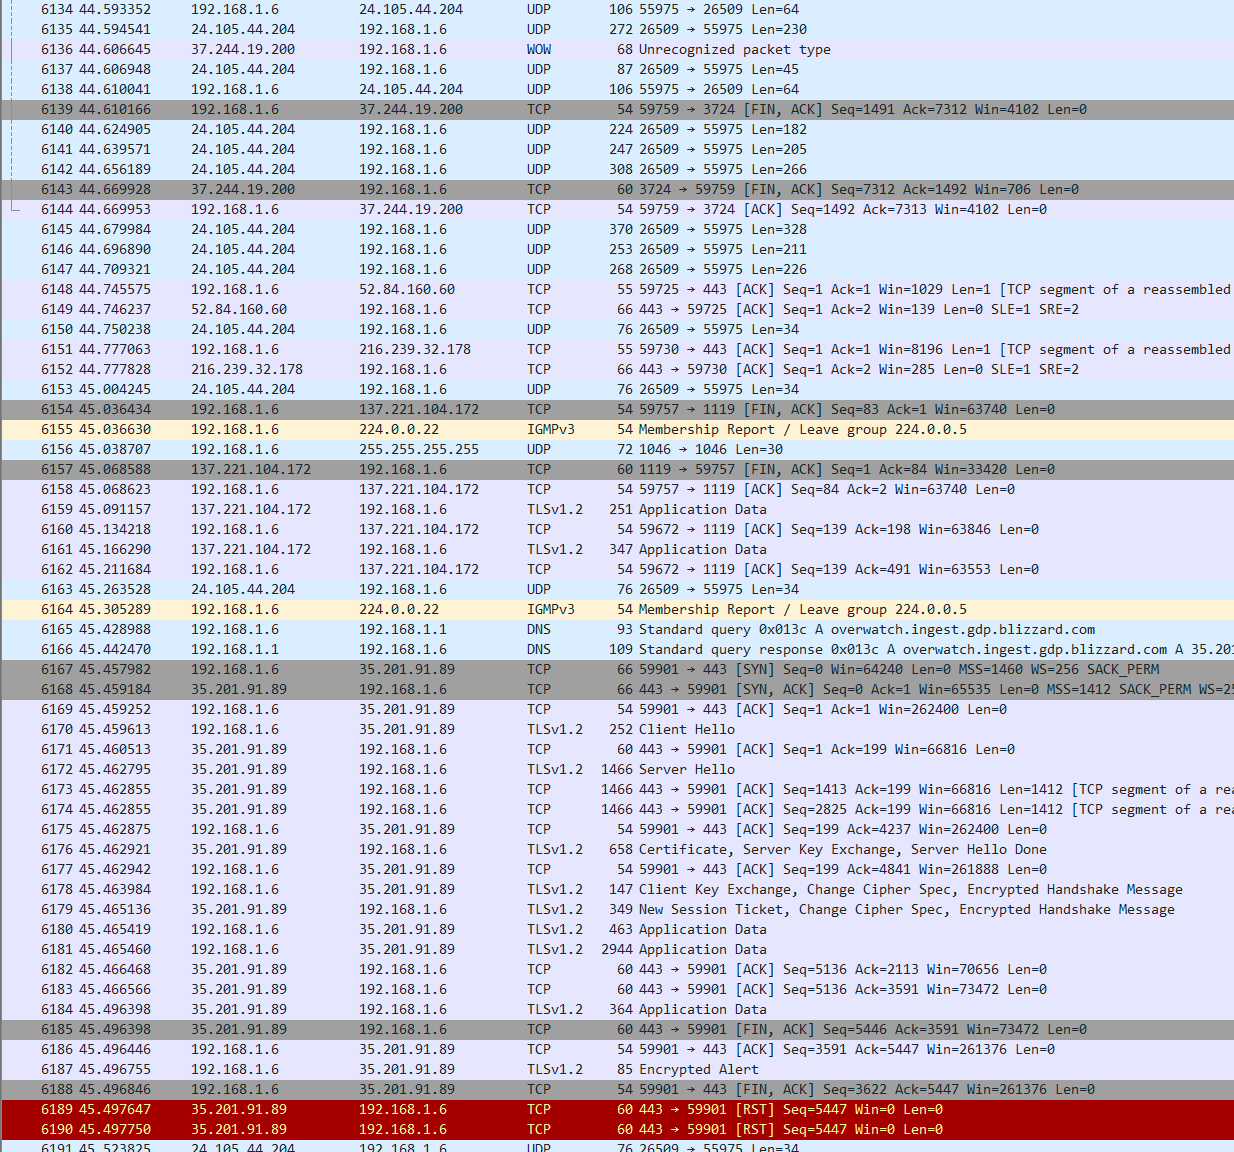 6134 44.593352 192.168.1.6 24.105.44.204 UDP 106 55975 → 26509 Len=64
6135 44.594541 24.105.44.204 192.168.1.6 UDP 272 26509 → 55975 Len=230
6136 44.606645 37.244.19.200 192.168.1.6 WOW 68 Unrecognized packet type
6137 44.606948 24.105.44.204 192.168.1.6 UDP 87 26509 → 55975 Len=45
6138 44.610041 192.168.1.6 24.105.44.204 UDP 106 55975 → 26509 Len=64
6139 44.610166 192.168.1.6 37.244.19.200 TCP 54 59759 → 3724 [FIN, ACK] Seq=1491 Ack=7312 Win=4102 Len=0
6140 44.624905 24.105.44.204 192.168.1.6 UDP 224 26509 → 55975 Len=182
6141 44.639571 24.105.44.204 192.168.1.6 UDP 247 26509 → 55975 Len=205
6142 44.656189 24.105.44.204 192.168.1.6 UDP 308 26509 → 55975 Len=266
6143 44.669928 37.244.19.200 192.168.1.6 TCP 60 3724 → 59759 [FIN, ACK] Seq=7312 Ack=1492 Win=706 Len=0
6144 44.669953 192.168.1.6 37.244.19.200 TCP 54 59759 → 3724 [ACK] Seq=1492 Ack=7313 Win=4102 Len=0
6145 44.679984 24.105.44.204 192.168.1.6 UDP 370 26509 → 55975 Len=328
6146 44.696890 24.105.44.204 192.168.1.6 UDP 253 26509 → 55975 Len=211
6147 44.709321 24.105.44.204 192.168.1.6 UDP 268 26509 → 55975 Len=226
6148 44.745575 192.168.1.6 52.84.160.60 TCP 55 59725 → 443 [ACK] Seq=1 Ack=1 Win=1029 Len=1 [TCP segment of a reassembled
6149 44.746237 52.84.160.60 192.168.1.6 TCP 66 443 → 59725 [ACK] Seq=1 Ack=2 Win=139 Len=0 SLE=1 SRE=2
6150 44.750238 24.105.44.204 192.168.1.6 UDP 76 26509 → 55975 Len=34
6151 44.777063 192.168.1.6 216.239.32.178 TCP 55 59730 → 443 [ACK] Seq=1 Ack=1 Win=8196 Len=1 [TCP segment of a reassembled
6152 44.777828 216.239.32.178 192.168.1.6 TCP 66 443 → 59730 [ACK] Seq=1 Ack=2 Win=285 Len=0 SLE=1 SRE=2
6153 45.004245 24.105.44.204 192.168.1.6 UDP 76 26509 → 55975 Len=34
6154 45.036434 192.168.1.6 137.221.104.172 TCP 54 59757 → 1119 [FIN, ACK] Seq=83 Ack=1 Win=63740 Len=0
6155 45.036630 192.168.1.6 224.0.0.22 IGMPv3 54 Membership Report / Leave group 224.0.0.5
6156 45.038707 192.168.1.6 255.255.255.255 UDP 72 1046 → 1046 Len=30
6157 45.068588 137.221.104.172 192.168.1.6 TCP 60 1119 → 59757 [FIN, ACK] Seq=1 Ack=84 Win=33420 Len=0
6158 45.068623 192.168.1.6 137.221.104.172 TCP 54 59757 → 1119 [ACK] Seq=84 Ack=2 Win=63740 Len=0
6159 45.091157 137.221.104.172 192.168.1.6 TLSv1.2 251 Application Data
6160 45.134218 192.168.1.6 137.221.104.172 TCP 54 59672 → 1119 [ACK] Seq=139 Ack=198 Win=63846 Len=0
6161 45.166290 137.221.104.172 192.168.1.6 TLSv1.2 347 Application Data
6162 45.211684 192.168.1.6 137.221.104.172 TCP 54 59672 → 1119 [ACK] Seq=139 Ack=491 Win=63553 Len=0
6163 45.263528 24.105.44.204 192.168.1.6 UDP 76 26509 → 55975 Len=34
6164 45.305289 192.168.1.6 224.0.0.22 IGMPv3 54 Membership Report / Leave group 224.0.0.5
6165 45.428988 192.168.1.6 192.168.1.1 DNS 93 Standard query 0x013c A overwatch.ingest.gdp.blizzard.com
6166 45.442470 192.168.1.1 192.168.1.6 DNS 109 Standard query response 0x013c A overwatch.ingest.gdp.blizzard.com A 35.201
6167 45.457982 192.168.1.6 35.201.91.89 TCP 66 59901 → 443 [SYN] Seq=0 Win=64240 Len=0 MSS=1460 WS=256 SACK_PERM
6168 45.459184 35.201.91.89 192.168.1.6 TCP 66 443 → 59901 [SYN, ACK] Seq=0 Ack=1 Win=65535 Len=0 MSS=1412 SACK_PERM WS=25
6169 45.459252 192.168.1.6 35.201.91.89 TCP 54 59901 → 443 [ACK] Seq=1 Ack=1 Win=262400 Len=0
6170 45.459613 192.168.1.6 35.201.91.89 TLSv1.2 252 Client Hello
6171 45.460513 35.201.91.89 192.168.1.6 TCP 60 443 → 59901 [ACK] Seq=1 Ack=199 Win=66816 Len=0
6172 45.462795 35.201.91.89 192.168.1.6 TLSv1.2 1466 Server Hello
6173 45.462855 35.201.91.89 192.168.1.6 TCP 1466 443 → 59901 [ACK] Seq=1413 Ack=199 Win=66816 Len=1412 [TCP segment of a rea
6174 45.462855 35.201.91.89 192.168.1.6 TCP 1466 443 → 59901 [ACK] Seq=2825 Ack=199 Win=66816 Len=1412 [TCP segment of a rea
6175 45.462875 192.168.1.6 35.201.91.89 TCP 54 59901 → 443 [ACK] Seq=199 Ack=4237 Win=262400 Len=0
6176 45.462921 35.201.91.89 192.168.1.6 TLSv1.2 658 Certificate, Server Key Exchange, Server Hello Done
6177 45.462942 192.168.1.6 35.201.91.89 TCP 54 59901 → 443 [ACK] Seq=199 Ack=4841 Win=261888 Len=0
6178 45.463984 192.168.1.6 35.201.91.89 TLSv1.2 147 Client Key Exchange, Change Cipher Spec, Encrypted Handshake Message
6179 45.465136 35.201.91.89 192.168.1.6 TLSv1.2 349 New Session Ticket, Change Cipher Spec, Encrypted Handshake Message
6180 45.465419 192.168.1.6 35.201.91.89 TLSv1.2 463 Application Data
6181 45.465460 192.168.1.6 35.201.91.89 TLSv1.2 2944 Application Data
6182 45.466468 35.201.91.89 192.168.1.6 TCP 60 443 → 59901 [ACK] Seq=5136 Ack=2113 Win=70656 Len=0
6183 45.466566 35.201.91.89 192.168.1.6 TCP 60 443 → 59901 [ACK] Seq=5136 Ack=3591 Win=73472 Len=0
6184 45.496398 35.201.91.89 192.168.1.6 TLSv1.2 364 Application Data
6185 45.496398 35.201.91.89 192.168.1.6 TCP 60 443 → 59901 [FIN, ACK] Seq=5446 Ack=3591 Win=73472 Len=0
6186 45.496446 192.168.1.6 35.201.91.89 TCP 54 59901 → 443 [ACK] Seq=3591 Ack=5447 Win=261376 Len=0
6187 45.496755 192.168.1.6 35.201.91.89 TLSv1.2 85 Encrypted Alert
6188 45.496846 192.168.1.6 35.201.91.89 TCP 54 59901 → 443 [FIN, ACK] Seq=3622 Ack=5447 Win=261376 Len=0
6189 45.497647 35.201.91.89 192.168.1.6 TCP 60 443 → 59901 [RST] Seq=5447 Win=0 Len=0
6190 45.497750 35.201.91.89 192.168.1.6 TCP 60 443 → 59901 [RST] Seq=5447 Win=0 Len=0
6191 45.523825 24.105.44.204 192.168.1.6 UDP 76 26509 → 55975 Len=34